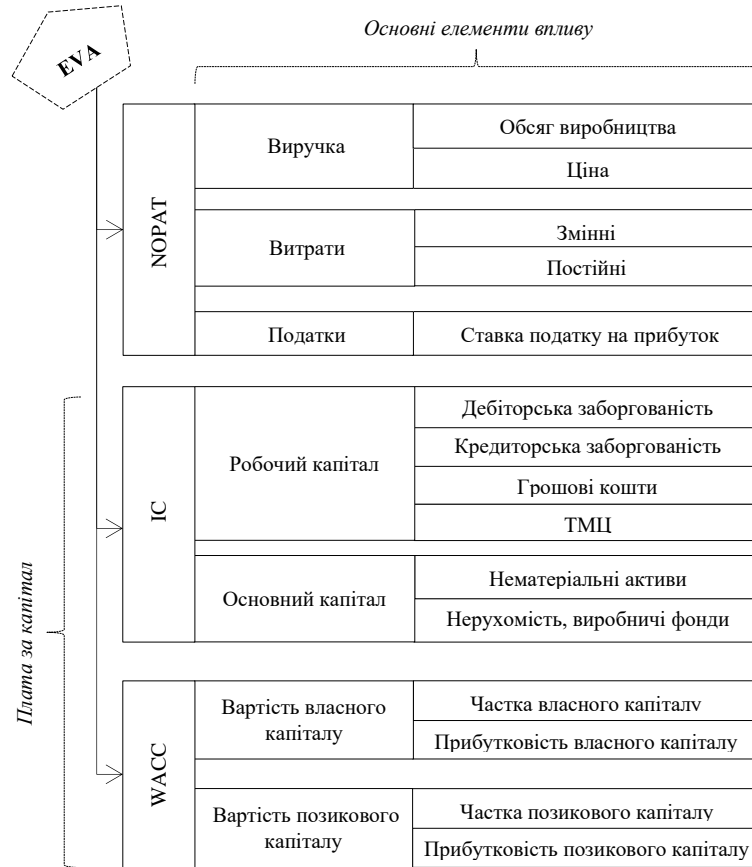 Основні елементи впливу
EVA
NOPAT
Виручка
Обсяг виробництва
Ціна
Витрати
Змінні
Постійні
Податки
Ставка податку на прибуток
Плата за капітал
IC
Робочий капітал
Дебіторська заборгованість
Кредиторська заборгованість
Грошові кошти
ТМЦ
Основний капітал
Нематеріальні активи
Нерухомість, виробничі фонди
WACC
Вартість власного
капіталу
Частка власного капіталу
Прибутковість власного капіталу
Вартість позикового
капіталу
Частка позикового капіталу
Прибутковість позикового капіталу